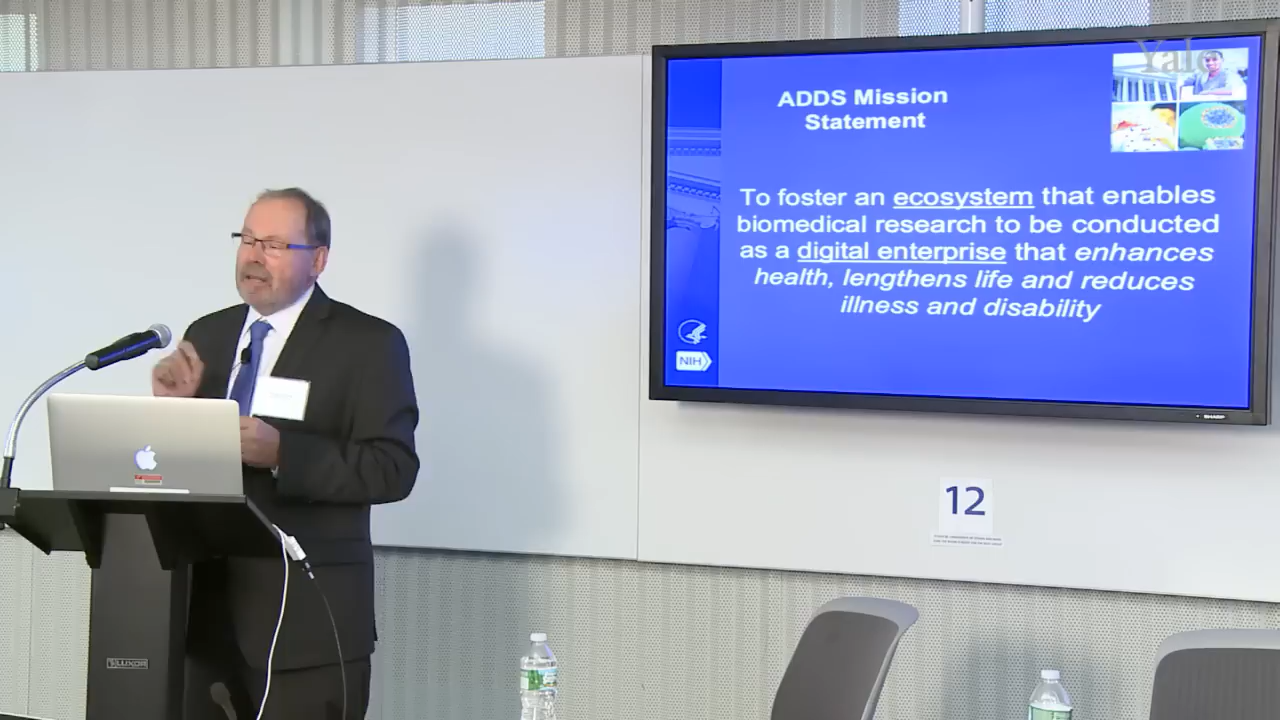 Yale
ADDS Mission
Statement
To foster an ecosystem that enables
biomedical research to be conducted
as a digital enterprise that enhances
health, lengthens life and reduces
illness and disability
NIH
SHARP
12
LUXOR